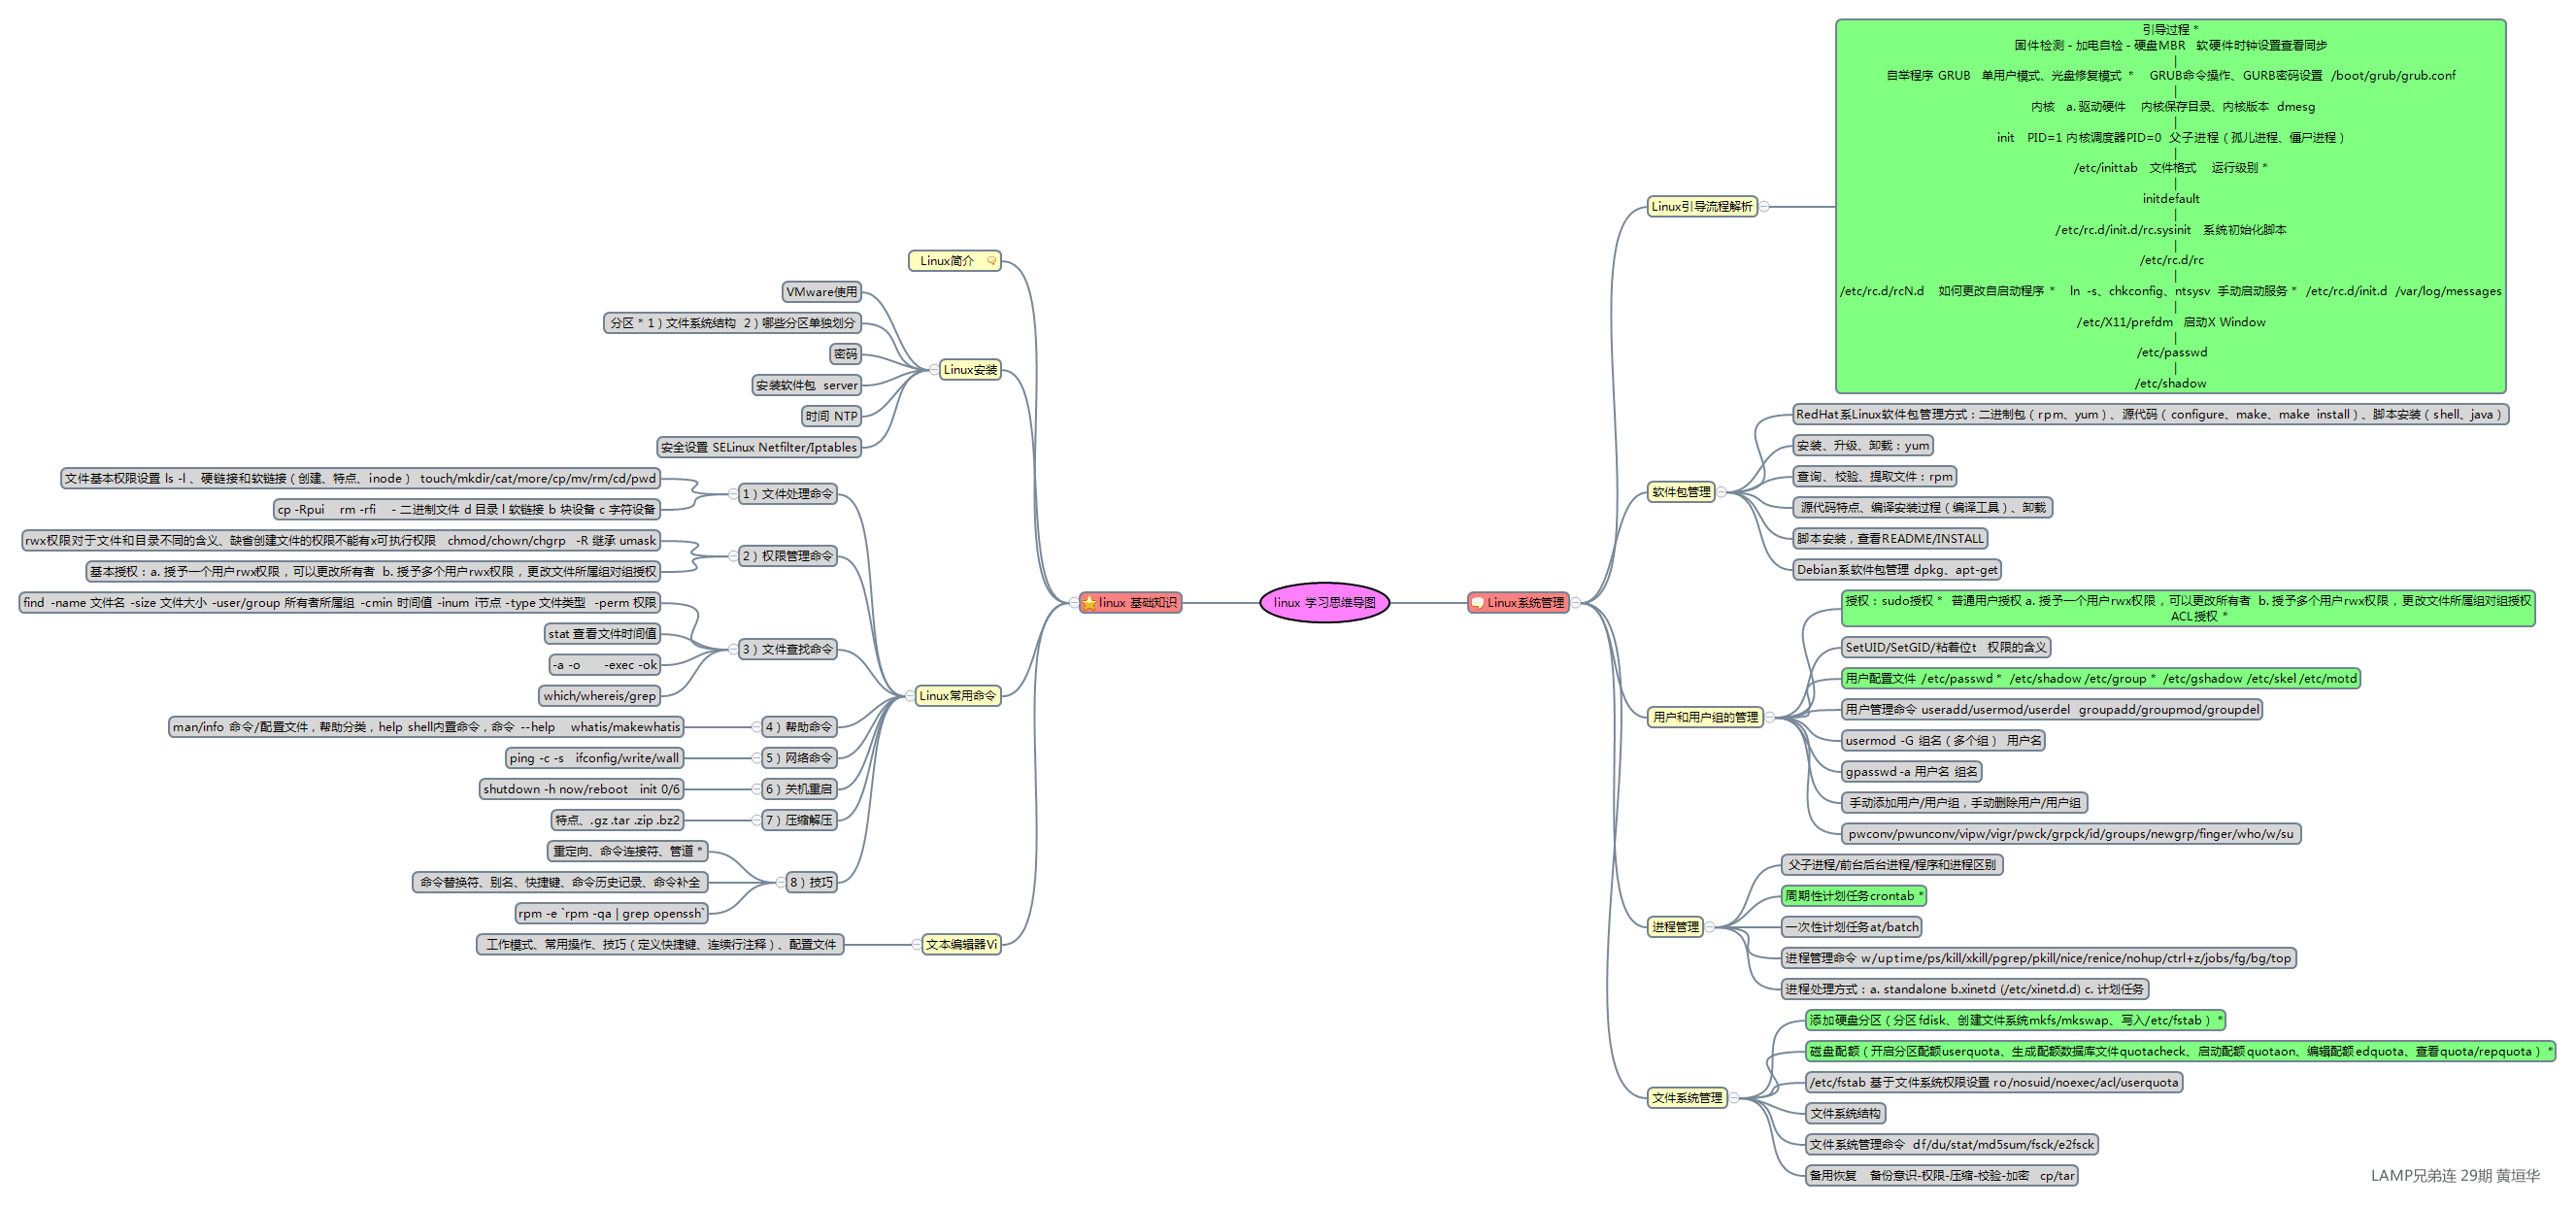 linux 学习思维导图
linux 基础知识
Linux简介
Linux安装
VMware使用
分区 * 1）文件系统结构 2）哪些分区单独划分
密码
安装软件包 server
时间 NTP
安全设置 SELinux Netfilter/Iptables
Linux常用命令
1）文件处理命令
文件基本权限设置 ls -l 、硬链接和软链接（创建、特点、inode） touch/mkdir/cat/more/cp/mv/rm/cd/pwd
cp -Rpui rm -rfi - 二进制文件 d 目录 l 软链接 b 块设备 c 字符设备
2）权限管理命令
rwx权限对于文件和目录不同的含义、缺省创建文件的权限不能有x可执行权限 chmod/chown/chgrp -R 继承 umask
基本授权：a. 授予一个用户rwx权限，可以更改所有者 b. 授予多个用户rwx权限，更改文件所属组对组授权
3）文件查找命令
find -name 文件名 -size 文件大小 -user/group 所有者所属组 -cmin 时间值 -inum i节点 -type 文件类型 -perm 权限
stat 查看文件时间值
-a -o -exec -ok
which/whereis/grep
4）帮助命令
man/info 命令/配置文件，帮助分类，help shell内置命令，命令 --help whatis/makewhatis
5）网络命令
ping -c -s ifconfig/write/wall
6）关机重启
shutdown -h now/reboot init 0/6
7）压缩解压
特点、.gz .tar .zip .bz2
8）技巧
重定向、命令连接符、管道 *
命令替换符、别名、快捷键、命令历史记录、命令补全
rpm -e `rpm -qa | grep openssh`
文本编辑器Vi
工作模式、常用操作、技巧（定义快捷键、连续行注释）、配置文件
Linux系统管理
Linux引导流程解析
引导过程 *
固件检测 - 加电自检 - 硬盘MBR 软硬件时钟设置查看同步
|
自举程序 GRUB 单用户模式、光盘修复模式 * GRUB命令操作、GURB密码设置 /boot/grub/grub.conf
|
内核 a. 驱动硬件 内核保存目录、内核版本 dmesg
|
init PID=1 内核调度器PID=0 父子进程（孤儿进程、僵尸进程）
|
/etc/inittab 文件格式 运行级别 *
|
initdefault
|
/etc/rc.d/init.d/rc.sysinit 系统初始化脚本
|
/etc/rc.d/rc
|
/etc/rc.d/rcN.d 如何更改自启动程序 * ln -s、chkconfig、ntsysv 手动启动服务 * /etc/rc.d/init.d /var/log/messages
|
/etc/X11/prefdm 启动X Window
|
/etc/passwd
|
/etc/shadow
软件包管理
RedHat系Linux软件包管理方式：二进制包（rpm、yum）、源代码（configure、make、make install）、脚本安装（shell、java）
安装、升级、卸载：yum
查询、校验、提取文件：rpm
源代码特点、编译安装过程（编译工具）、卸载
脚本安装，查看README/INSTALL
Debian系软件包管理 dpkg、apt-get
用户和用户组的管理
授权：sudo授权 * 普通用户授权 a. 授予一个用户rwx权限，可以更改所有者 b. 授予多个用户rwx权限，更改文件所属组对组授权
ACL授权 *
SetUID/SetGID/粘着位t 权限的含义
用户配置文件 /etc/passwd * /etc/shadow /etc/group * /etc/gshadow /etc/skel /etc/motd
用户管理命令 useradd/usermod/userdel groupadd/groupmod/groupdel
usermod -G 组名（多个组） 用户名
gpasswd -a 用户名 组名
手动添加用户/用户组，手动删除用户/用户组
pwconv/pwunconv/vipw/vigr/pwck/grpck/id/groups/newgrp/finger/who/w/su
进程管理
父子进程/前台后台进程/程序和进程区别
周期性计划任务crontab *
一次性计划任务at/batch
进程管理命令 w/uptime/ps/kill/xkill/pgrep/pkill/nice/renice/nohup/ctrl+z/jobs/fg/bg/top
进程处理方式：a. standalone b.xinetd (/etc/xinetd.d) c. 计划任务
文件系统管理
添加硬盘分区（分区fdisk、创建文件系统mkfs/mkswap、写入/etc/fstab） *
磁盘配额（开启分区配额userquota、生成配额数据库文件quotacheck、启动配额quotaon、编辑配额edquota、查看quota/repquota） *
/etc/fstab 基于文件系统权限设置 ro/nosuid/noexec/acl/userquota
文件系统结构
文件系统管理命令 df/du/stat/md5sum/fsck/e2fsck
备用恢复 备份意识-权限-压缩-校验-加密 cp/tar
LAMP兄弟连 29期 黄垣华